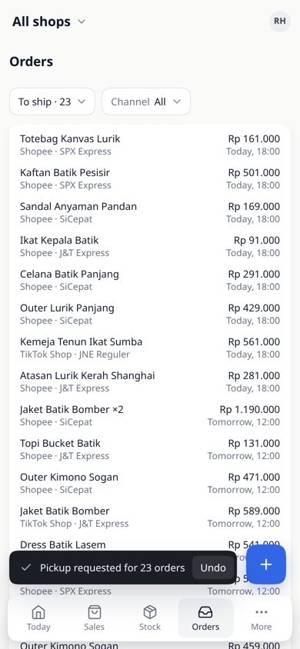 All shops
RH
Orders
To ship · 23
Channel All
Totebag Kanvas Lurik Rp 161.000
Shopee · SPX Express Today, 18:00
Kaftan Batik Pesisir Rp 501.000
Shopee · SPX Express Today, 18:00
Sandal Anyaman Pandan Rp 169.000
Shopee · SiCepat Today, 18:00
Ikat Kepala Batik Rp 91.000
Shopee · J&T Express Today, 18:00
Celana Batik Panjang Rp 291.000
Shopee · SiCepat Today, 18:00
Outer Lurik Panjang Rp 429.000
Shopee · SiCepat Today, 18:00
Kemeja Tenun Ikat Sumba Rp 561.000
TikTok Shop · JNE Reguler Today, 18:00
Atasan Lurik Kerah Shanghai Rp 281.000
Shopee · J&T Express Today, 18:00
Jaket Batik Bomber ×2 Rp 1.190.000
Shopee · SiCepat Tomorrow, 12:00
Topi Bucket Batik Rp 131.000
Shopee · J&T Express Tomorrow, 12:00
Outer Kimono Sogan Rp 471.000
Shopee · SiCepat Tomorrow, 12:00
Jaket Batik Bomber Rp 589.000
TikTok Shop · J&T Express Tomorrow, 12:00
Dress Batik Lasem Rp
Pickup requested for 23 orders Undo
Shopee · SPX Express Tomorrow, 12:00
Today Sales Stock Orders More
Outer Kimono Sogan Rp 459.000